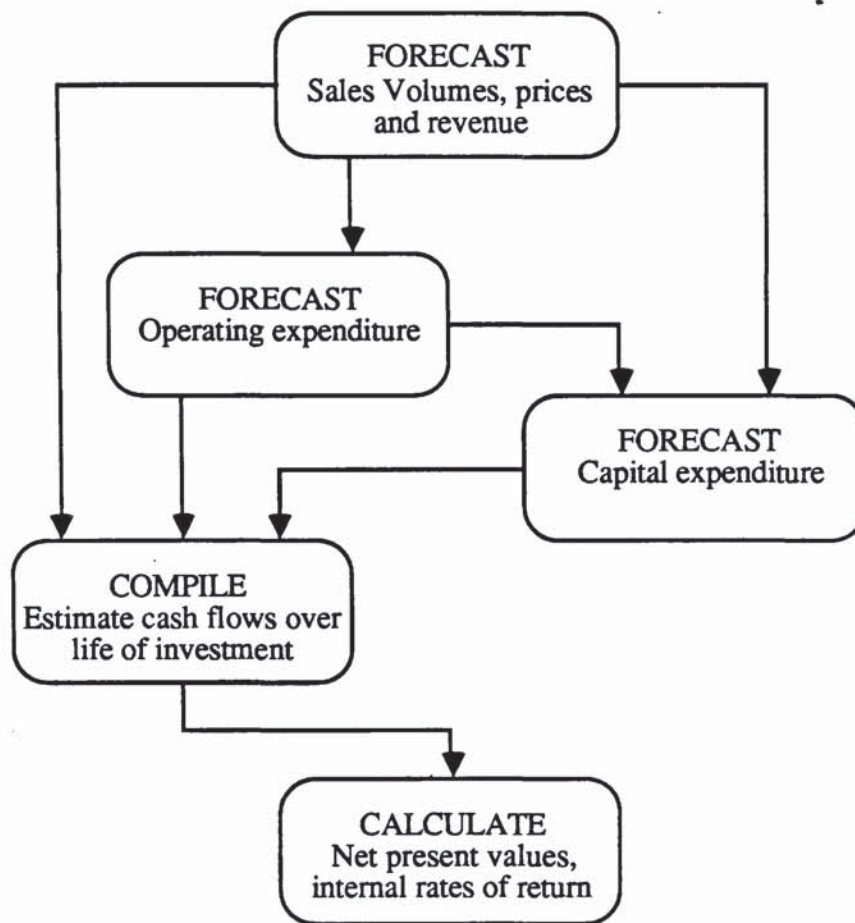 FORECAST
Sales Volumes, prices
and revenue
FORECAST
Operating expenditure
FORECAST
Capital expenditure
COMPILE
Estimate cash flows over
life of investment
CALCULATE
Net present values,
internal rates of return